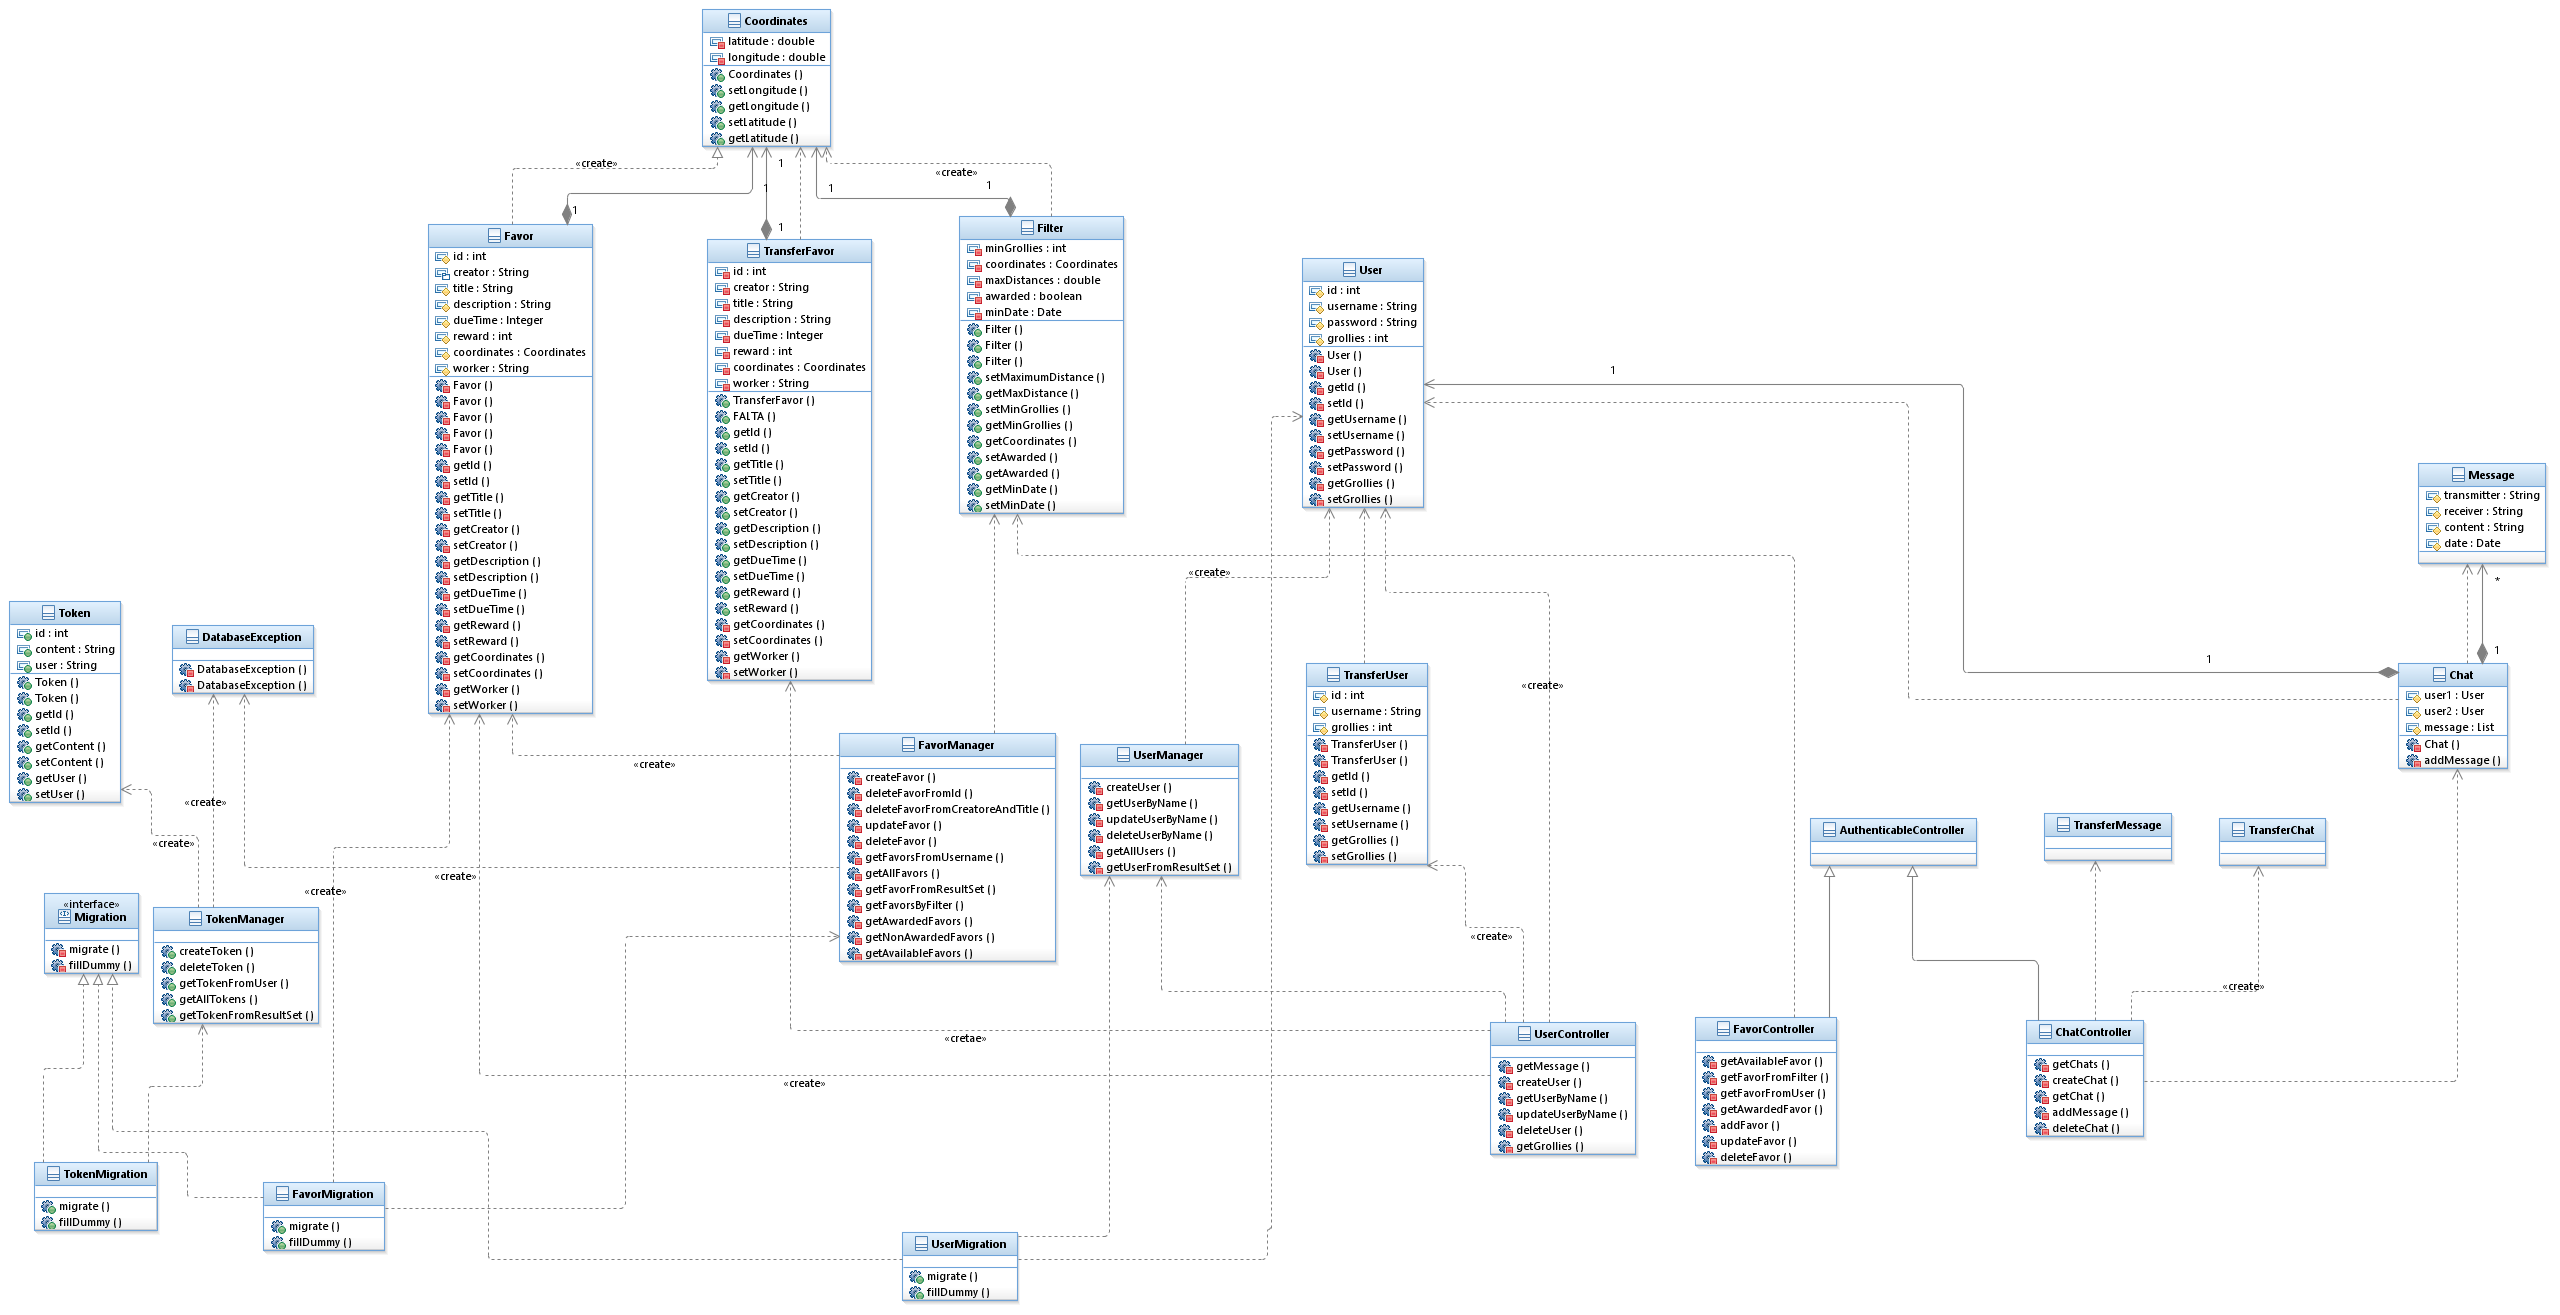 Coordinates
latitude : double
longitude : double
Coordinates ( )
setLongitude ( )
getLongitude ( )
setLatitude ( )
getLatitude ( )
«create»
1
1
1
1
«create»
1
1
Favor
id : int
creator : String
title : String
description : String
dueTime : Integer
reward : int
coordinates : Coordinates
worker : String
Favor ( )
Favor ( )
Favor ( )
Favor ( )
Favor ( )
getId ( )
setId ( )
getTitle ( )
setTitle ( )
getCreator ( )
setCreator ( )
getDescription ( )
setDescription ( )
getDueTime ( )
setDueTime ( )
getReward ( )
setReward ( )
getCoordinates ( )
setCoordinates ( )
getWorker ( )
setWorker ( )
TransferFavor
id : int
creator : String
title : String
description : String
dueTime : Integer
reward : int
coordinates : Coordinates
worker : String
TransferFavor ( )
FALTA ( )
getId ( )
setId ( )
getTitle ( )
setTitle ( )
getCreator ( )
setCreator ( )
getDescription ( )
setDescription ( )
getDueTime ( )
setDueTime ( )
getReward ( )
setReward ( )
getCoordinates ( )
setCoordinates ( )
getWorker ( )
setWorker ( )
Filter
minGrollies : int
coordinates : Coordinates
maxDistances : double
awarded : boolean
minDate : Date
Filter ( )
Filter ( )
Filter ( )
setMaximumDistance ( )
getMaxDistance ( )
setMinGrollies ( )
getMinGrollies ( )
getCoordinates ( )
setAwarded ( )
getAwarded ( )
getMinDate ( )
setMinDate ( )
User
id : int
username : String
password : String
grollies : int
User ( )
User ( )
getId ( )
setId ( )
getUsername ( )
setUsername ( )
getPassword ( )
setPassword ( )
getGrollies ( )
setGrollies ( )
1
Message
transmitter : String
receiver : String
content : String
date : Date
*
1
1
Chat
user1 : User
user2 : User
message : List
Chat ( )
addMessage ( )
«create»
«create»
Token
id : int
content : String
user : String
Token ( )
Token ( )
getId ( )
setId ( )
getContent ( )
setContent ( )
getUser ( )
setUser ( )
DatabaseException
DatabaseException ( )
DatabaseException ( )
«create»
«create»
«create»
«create»
«create»
FavorManager
createFavor ( )
deleteFavorFromId ( )
deleteFavorFromCreatoreAndTitle ( )
updateFavor ( )
deleteFavor ( )
getFavorsFromUsername ( )
getAllFavors ( )
getFavorFromResultSet ( )
getFavorsByFilter ( )
getAwardedFavors ( )
getNonAwardedFavors ( )
getAvailableFavors ( )
UserManager
createUser ( )
getUserByName ( )
updateUserByName ( )
deleteUserByName ( )
getAllUsers ( )
getUserFromResultSet ( )
TransferUser
id : int
username : String
grollies : int
TransferUser ( )
TransferUser ( )
getId ( )
setId ( )
getUsername ( )
setUsername ( )
getGrollies ( )
setGrollies ( )
«create»
AuthenticableController
TransferMessage
TransferChat
«create»
«interface»
Migration
migrate ( )
fillDummy ( )
TokenManager
createToken ( )
deleteToken ( )
getTokenFromUser ( )
getAllTokens ( )
getTokenFromResultSet ( )
«cretae»
«create»
UserController
getMessage ( )
createUser ( )
getUserByName ( )
updateUserByName ( )
deleteUser ( )
getGrollies ( )
FavorController
getAvailableFavor ( )
getFavorFromFilter ( )
getFavorFromUser ( )
getAwardedFavor ( )
addFavor ( )
updateFavor ( )
deleteFavor ( )
ChatController
getChats ( )
createChat ( )
getChat ( )
addMessage ( )
deleteChat ( )
TokenMigration
migrate ( )
fillDummy ( )
FavorMigration
migrate ( )
fillDummy ( )
UserMigration
migrate ( )
fillDummy ( )